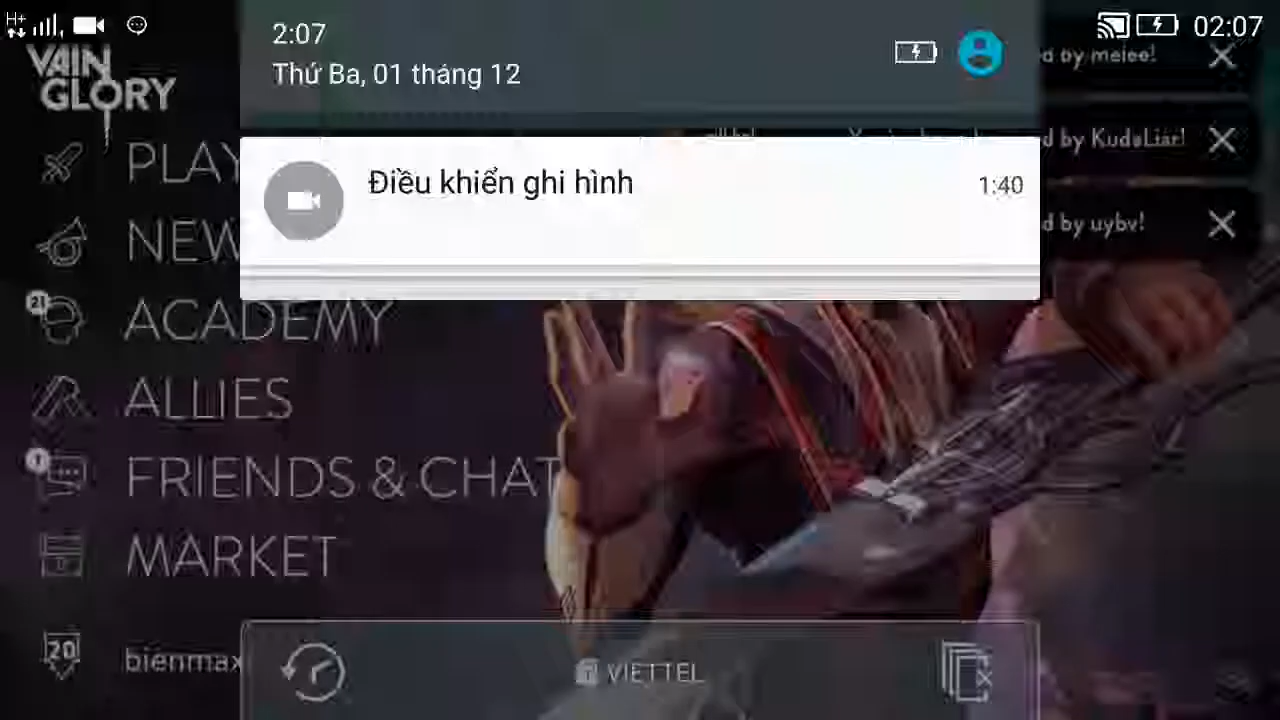 H+
02:07
VAIN
GLORY
2:07
Thứ Ba, 01 tháng 12
d by meiee!
Điều khiển ghi hình
1:40
d by KudaLiar!
d by uybv!
PLAY
NEW
21
ACADEMY
ALLIES
FRIENDS & CHAT
MARKET
20
bienmax
VIETTEL